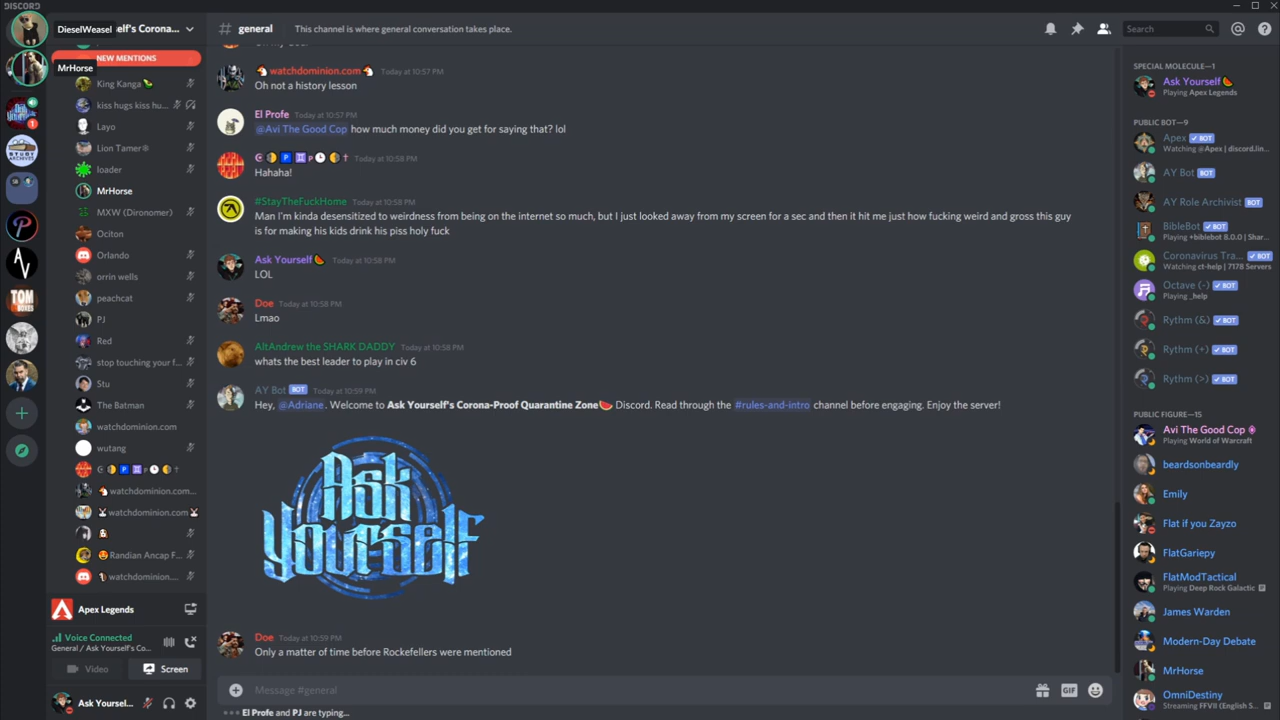 DISCORD
DieselWeasel
rself's Corona...
# general
This channel is where general conversation takes place.
Search
NEW MENTIONS
MrHorse
King Kanga
kiss hugs kiss hu...
Layo
Lion Tamer
loader
MrHorse
MXW (Dironomer)
Ociton
Orlando
orrin wells
peachcat
PJ
Red
stop touching your f...
Stu
The Batman
watchdominion.com
wutang
watchdominion.com...
watchdominion.com
Randian Ancap F...
watchdominion....
Apex Legends
Voice Connected
General / Ask Yourself's Co...
Video
Screen
Ask Yoursel...
watchdominion.com Today at 10:57 PM
Oh not a history lesson
El Profe Today at 10:57 PM
@Avi The Good Cop how much money did you get for saying that? lol
Today at 10:58 PM
Hahaha!
#StayTheFuckHome Today at 10:58 PM
Man I'm kinda desensitized to weirdness from being on the internet so much, but I just looked away from my screen for a sec and then it hit me just how fucking weird and gross this guy
is for making his kids drink his piss holy fuck
Ask Yourself Today at 10:58 PM
LOL
Doe Today at 10:58 PM
Lmao
AltAndrew the SHARK DADDY Today at 10:58 PM
whats the best leader to play in civ 6
AY Bot BOT Today at 10:59 PM
Hey, @Adriane. Welcome to Ask Yourself's Corona-Proof Quarantine Zone Discord. Read through the #rules-and-intro channel before engaging. Enjoy the server!
Ask
Yourself
Doe Today at 10:59 PM
Only a matter of time before Rockefellers were mentioned
Message #general
GIF
El Profe and PJ are typing...
SPECIAL MOLECULE—1
Ask Yourself
Playing Apex Legends
PUBLIC BOT—9
Apex BOT
Watching @Apex | discord.lin...
AY Bot BOT
AY Role Archivist BOT
BibleBot BOT
Playing +biblebot 8.0.0 | Shar...
Coronavirus Tra... BOT
Watching ct-help | 7178 Servers
Octave (-) BOT
Playing _help
Rythm (&) BOT
Rythm (+) BOT
Rythm (>) BOT
PUBLIC FIGURE—15
Avi The Good Cop
Playing World of Warcraft
beardsonbeardly
Emily
Flat if you Zayzo
FlatGariepy
FlatModTactical
Playing Deep Rock Galactic
James Warden
Modern-Day Debate
MrHorse
OmniDestiny
Streaming FFVII (English S...
STUDY
ARCHIVES
AV
TOM
BOXES